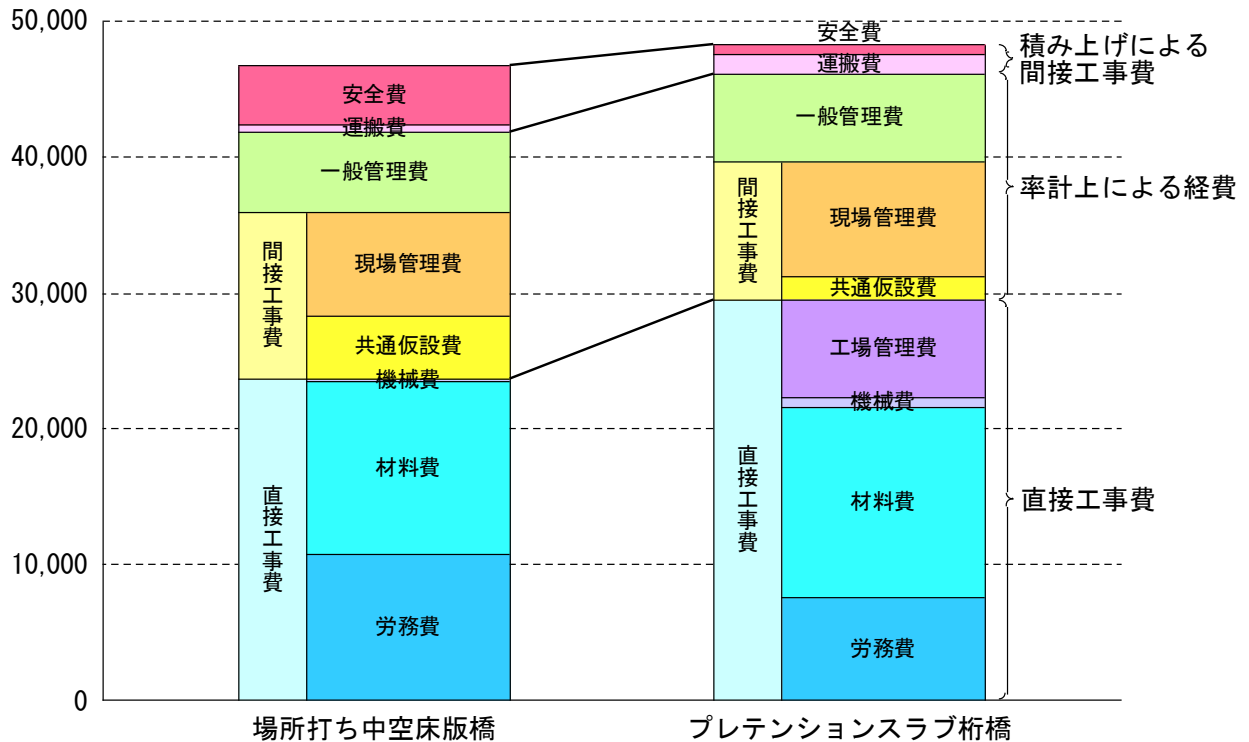 50,000
40,000
30,000
20,000
10,000
0
安全費
運搬費
一般管理費
間接工事費
現場管理費
共通仮設費
機械費
直接工事費
材料費
労務費
場所打ち中空床版橋
安全費
運搬費
一般管理費
間接工事費
現場管理費
共通仮設費
工場管理費
機械費
直接工事費
材料費
労務費
プレテンションスラブ桁橋
積み上げによる
間接工事費
率計上による経費
直接工事費